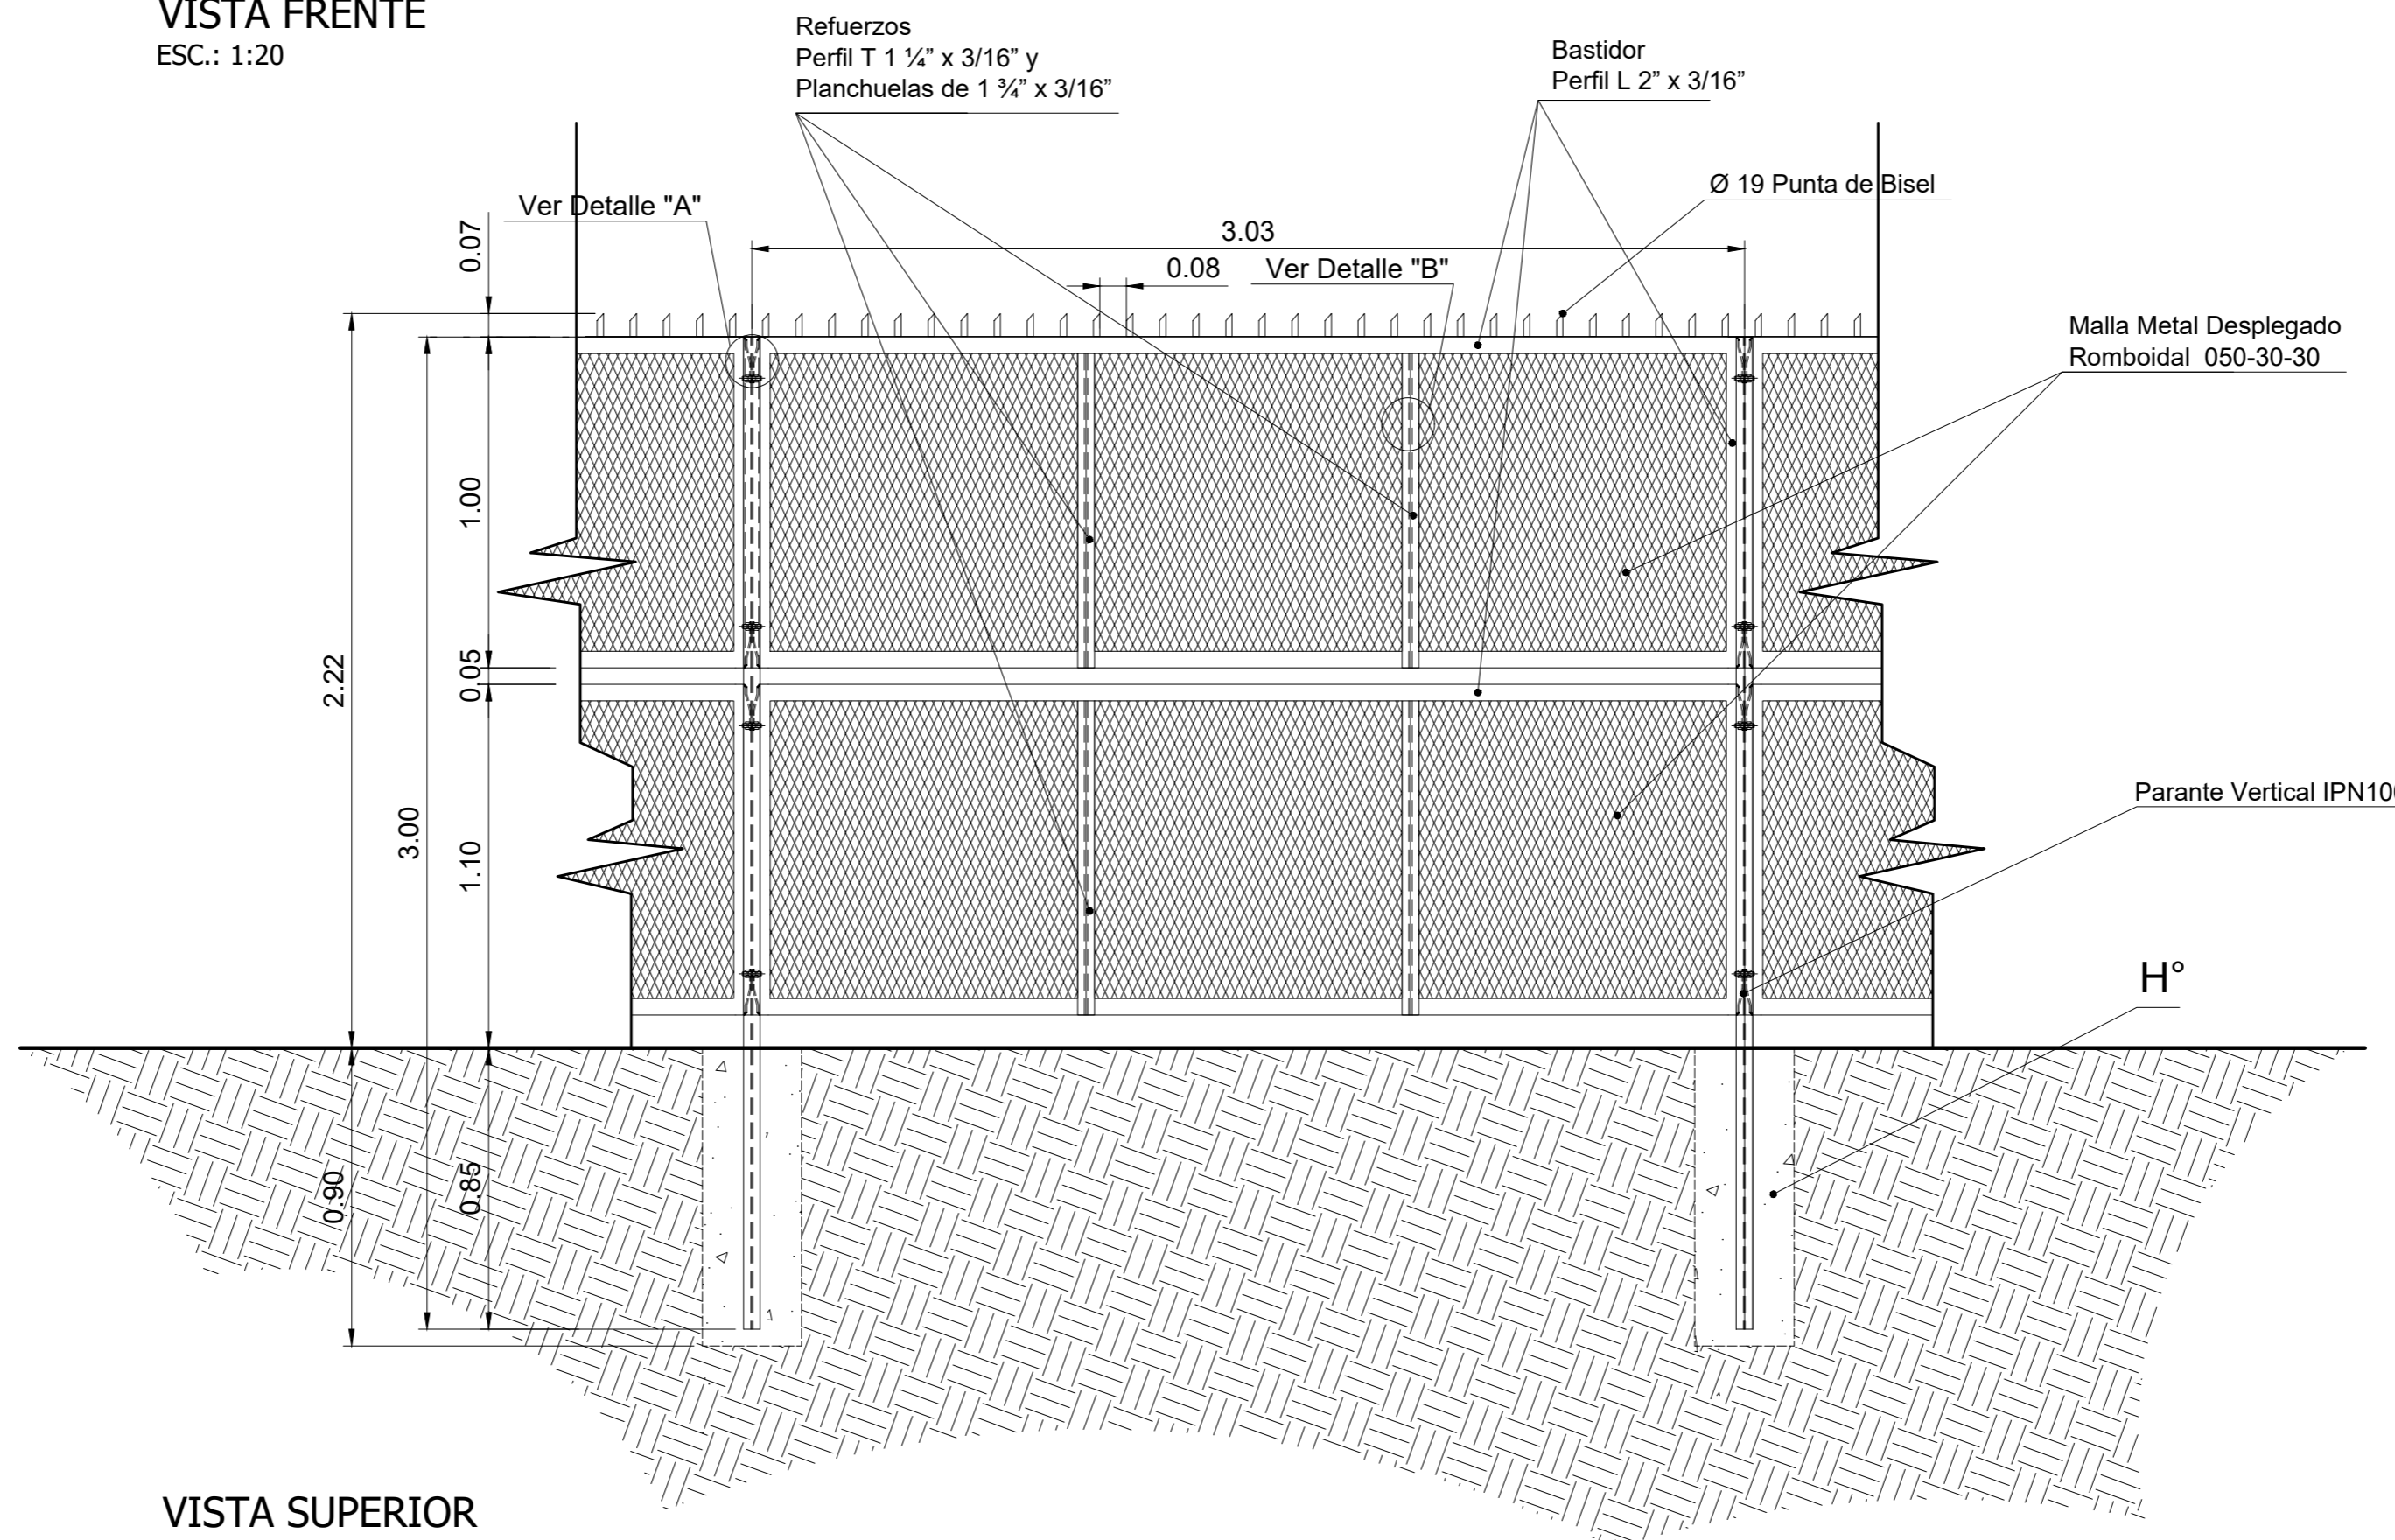 VISTA FRENTE
ESC.: 1:20
Refuerzos
Perfil T 1 ¼” x 3/16” y
Planchuelas de 1 ¾” x 3/16”
Bastidor
Perfil L 2” x 3/16”
Ver Detalle "A"
Ø 19 Punta de Bisel
0.07
3.03
0.08
Ver Detalle "B"
Malla Metal Desplegado
Romboidal 050-30-30
1.00
2.22
0.05
3.00
1.10
Parante Vertical IPN100
H°
0.90
0.85
VISTA SUPERIOR